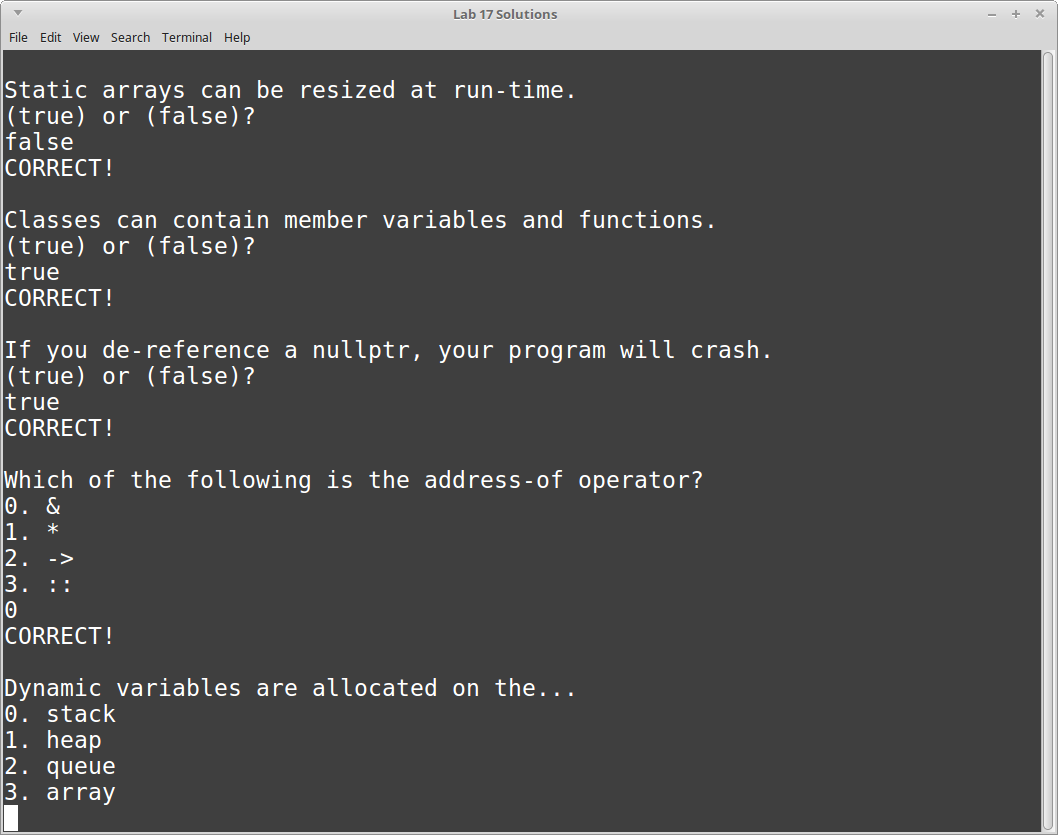 Lab 17 Solutions
File Edit View Search Terminal Help
Static arrays can be resized at run-time.
(true) or (false)?
false
CORRECT!
Classes can contain member variables and functions.
(true) or (false)?
true
CORRECT!
If you de-reference a nullptr, your program will crash.
(true) or (false)?
true
CORRECT!
Which of the following is the address-of operator?
0. &
1. *
2. ->
3. ::
0
CORRECT!
Dynamic variables are allocated on the...
0. stack
1. heap
2. queue
3. array